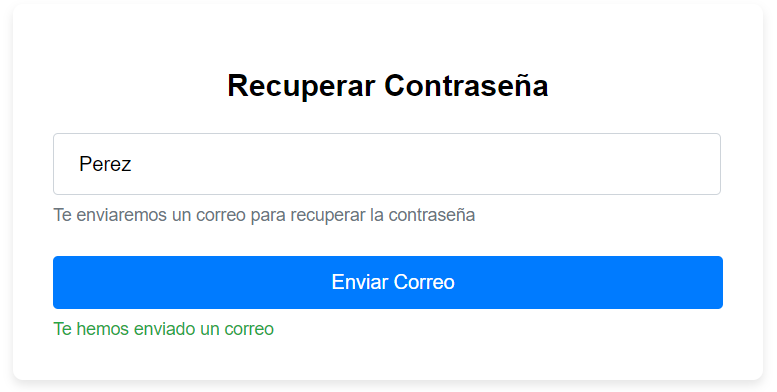 Recuperar Contraseña
Perez
Te enviaremos un correo para recuperar la contraseña
Enviar Correo
Te hemos enviado un correo